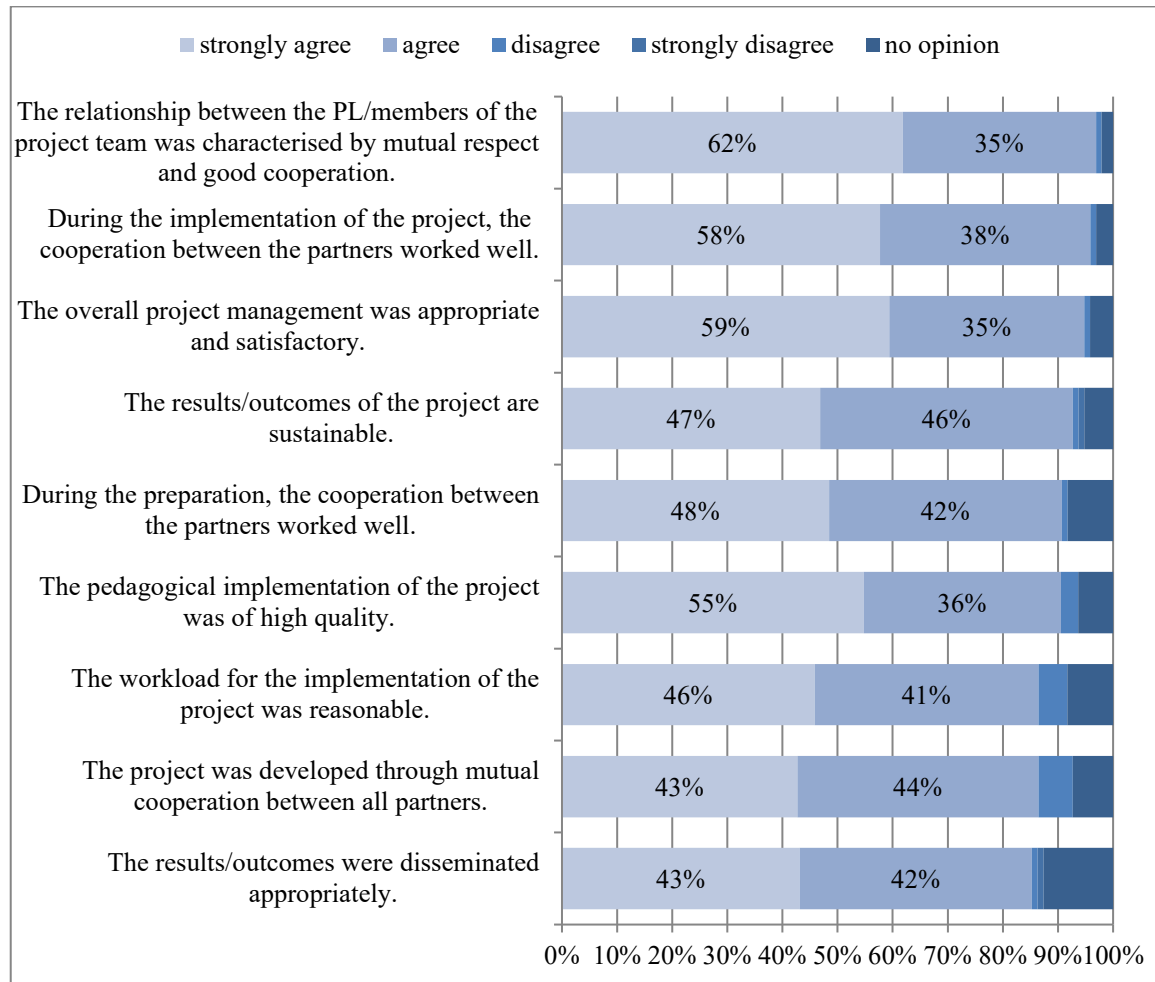 strongly agree agree disagree strongly disagree no opinion
The relationship between the PL/members of the
project team was characterised by mutual respect
and good cooperation.
62% 35%
During the implementation of the project, the
cooperation between the partners worked well.
58% 38%
The overall project management was appropriate
and satisfactory.
59% 35%
The results/outcomes of the project are
sustainable.
47% 46%
During the preparation, the cooperation between
the partners worked well.
48% 42%
The pedagogical implementation of the project
was of high quality.
55% 36%
The workload for the implementation of the
project was reasonable.
46% 41%
The project was developed through mutual
cooperation between all partners.
43% 44%
The results/outcomes were disseminated
appropriately.
43% 42%
0% 10% 20% 30% 40% 50% 60% 70% 80% 90% 100%